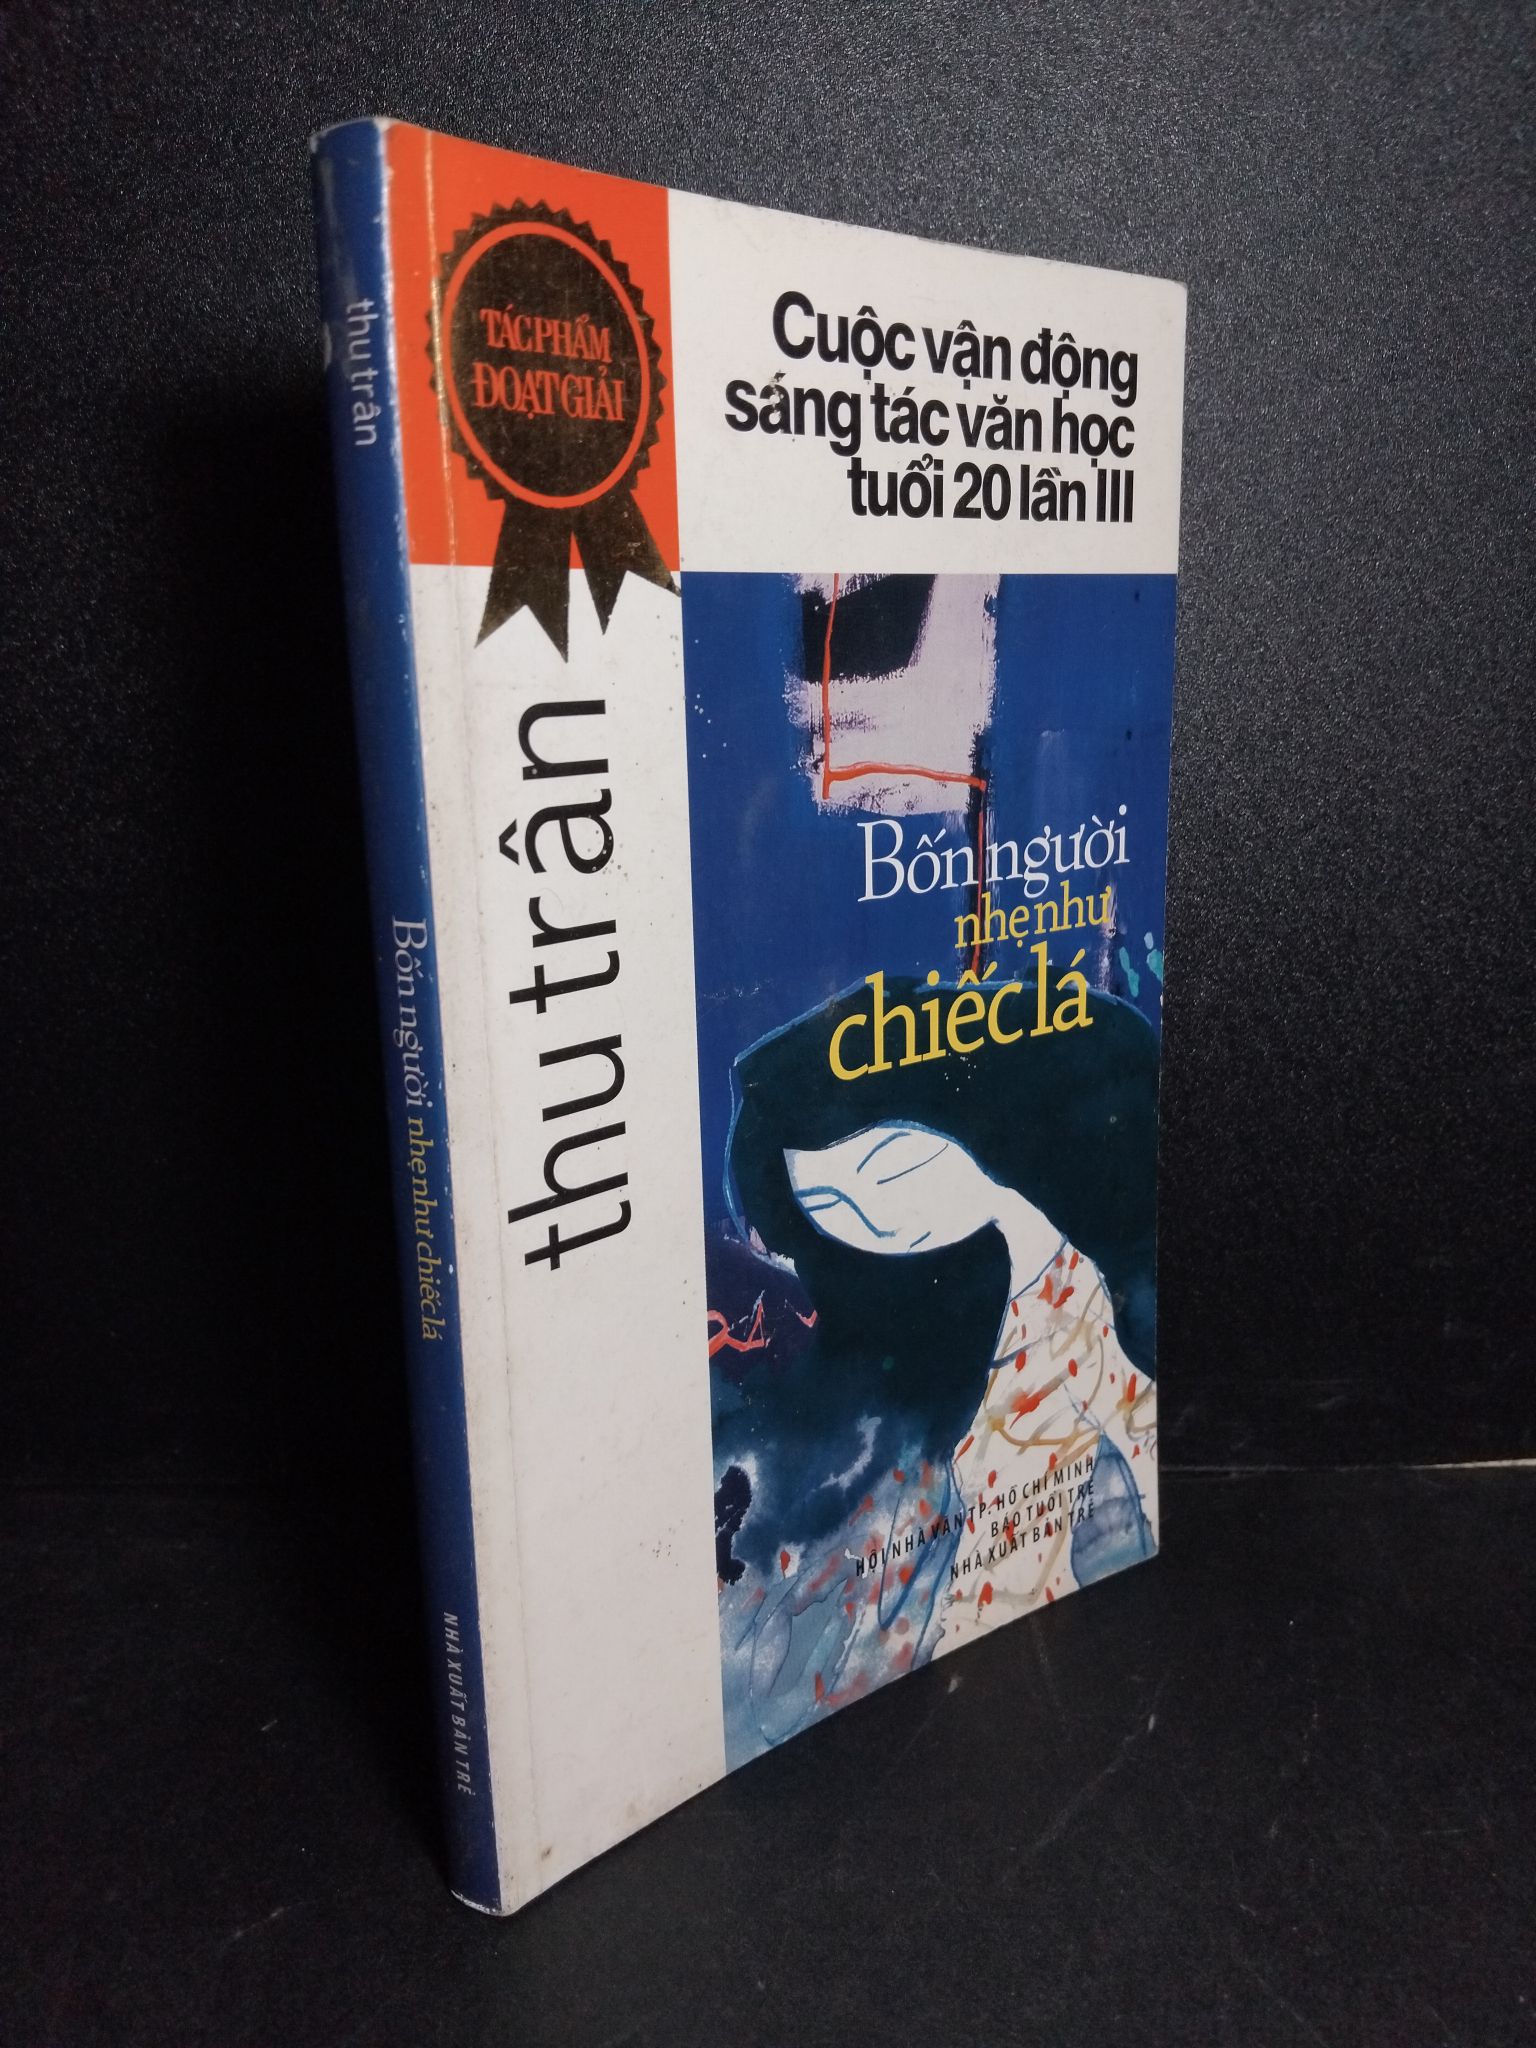 thu trân
Bốn người nhẹ như chiếc lá
NHÀ XUẤT BẢN TRẺ
TÁC PHẨM
ĐOẠT GIẢI
Cuộc vận động
sáng tác văn học
tuổi 20 lần III
thu trân
Bốn người
nhẹ như
chiếc lá
HỘI NHÀ VĂN TP. HỒ CHÍ MINH
BÁO TUỔI TRẺ
NHÀ XUẤT BẢN TRẺ